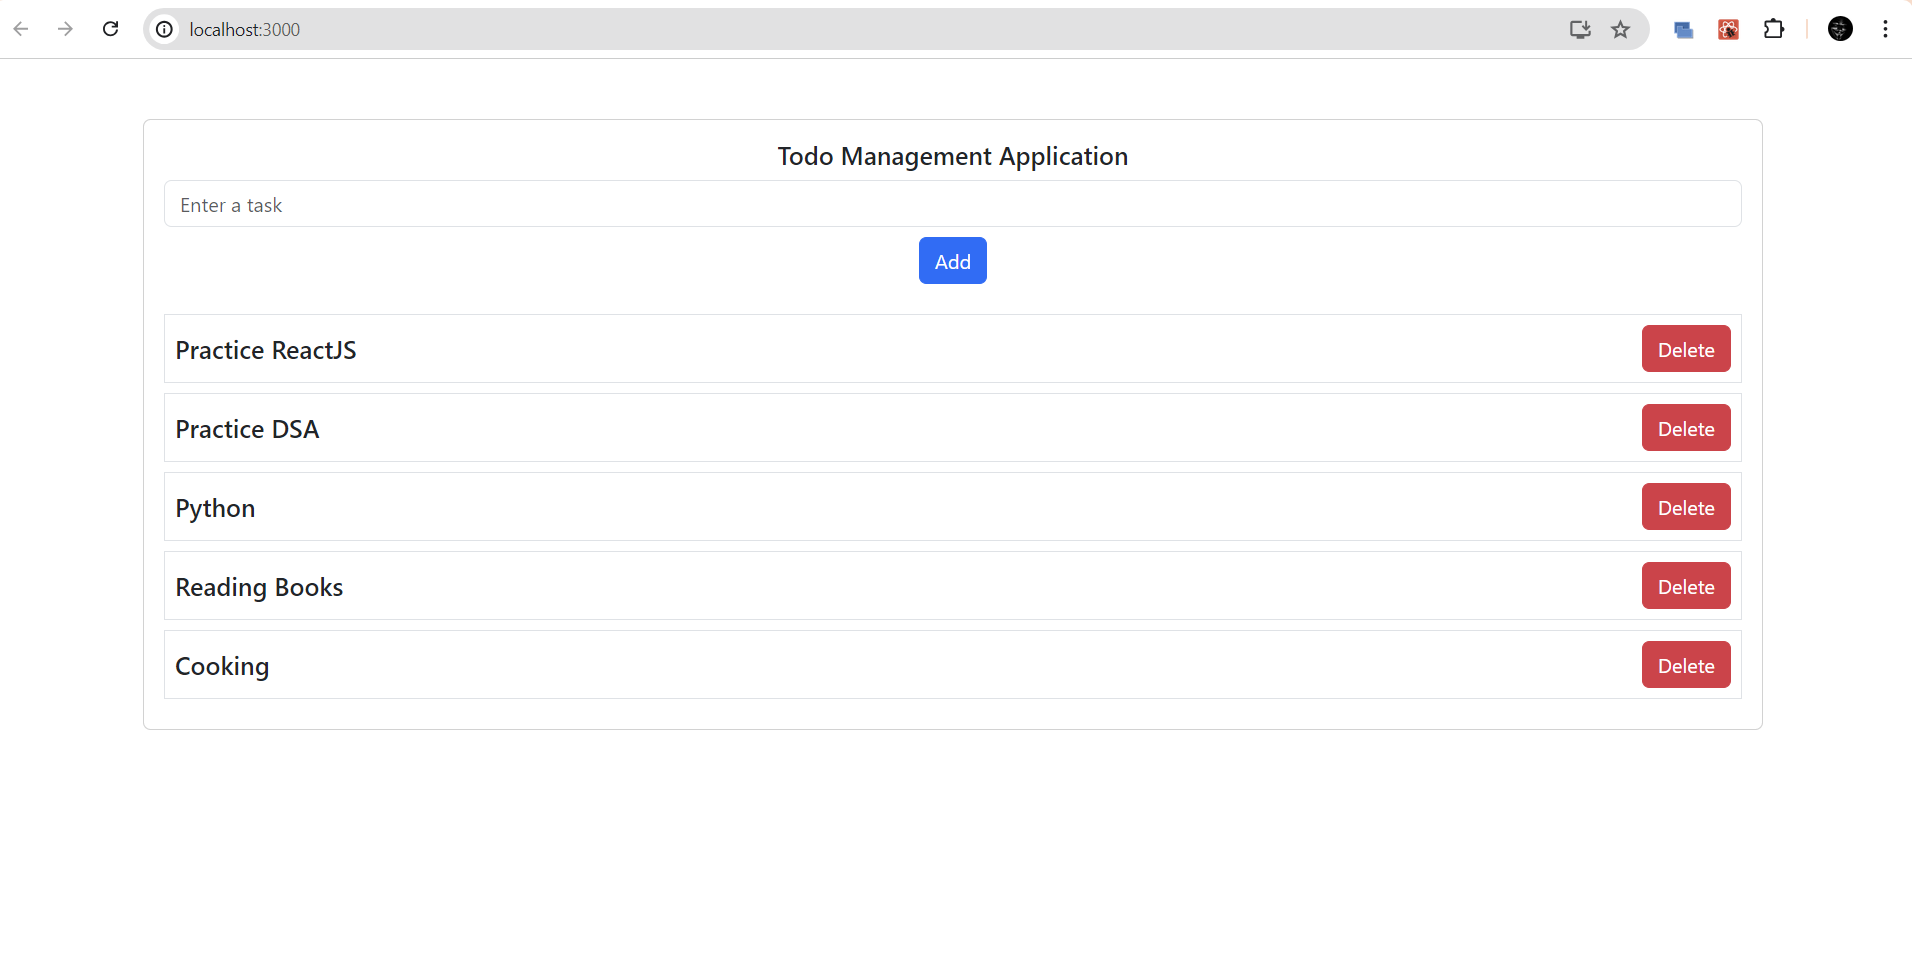 localhost:3000
Todo Management Application
Enter a task
Add
Practice ReactJS Delete
Practice DSA Delete
Python Delete
Reading Books Delete
Cooking Delete